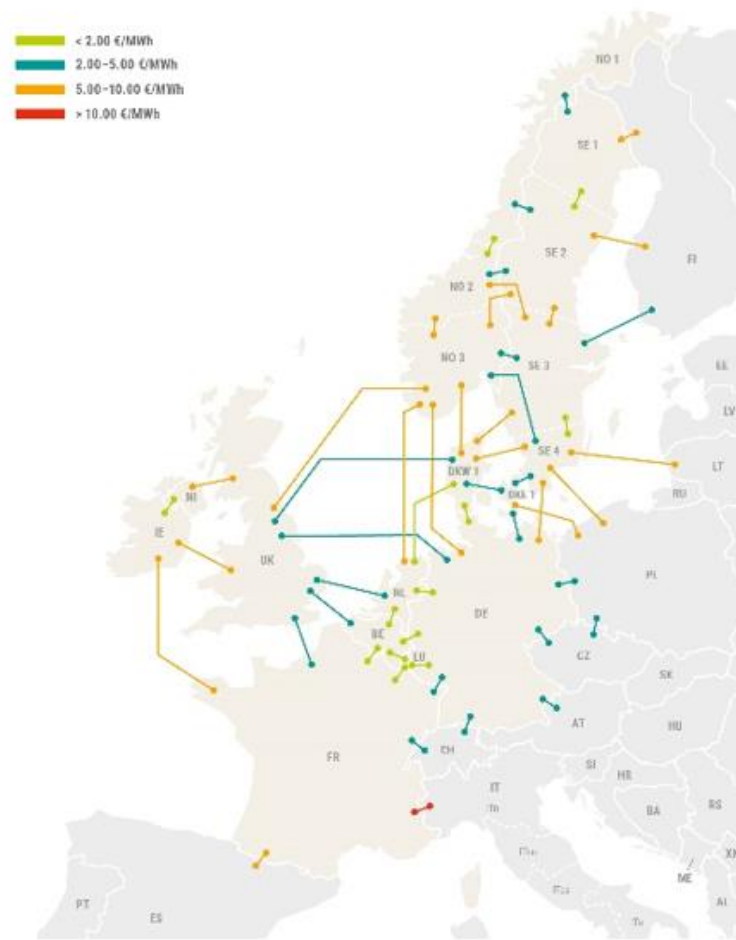 < 2.00 €/MWh
2.00–5.00 €/MWh
5.00–10.00 €/MWh
> 10.00 €/MWh
NO 1
SE 1
SE 2
FI
NO 2
NO 3
SE 3
EE
LV
SE 4
DKW 1
LT
NI
RU
IE
UK
PL
NL
DE
BE
LU
CZ
SK
AT
HU
FR
CH
SI
IT
HR
BA
RS
ME
PT
ES